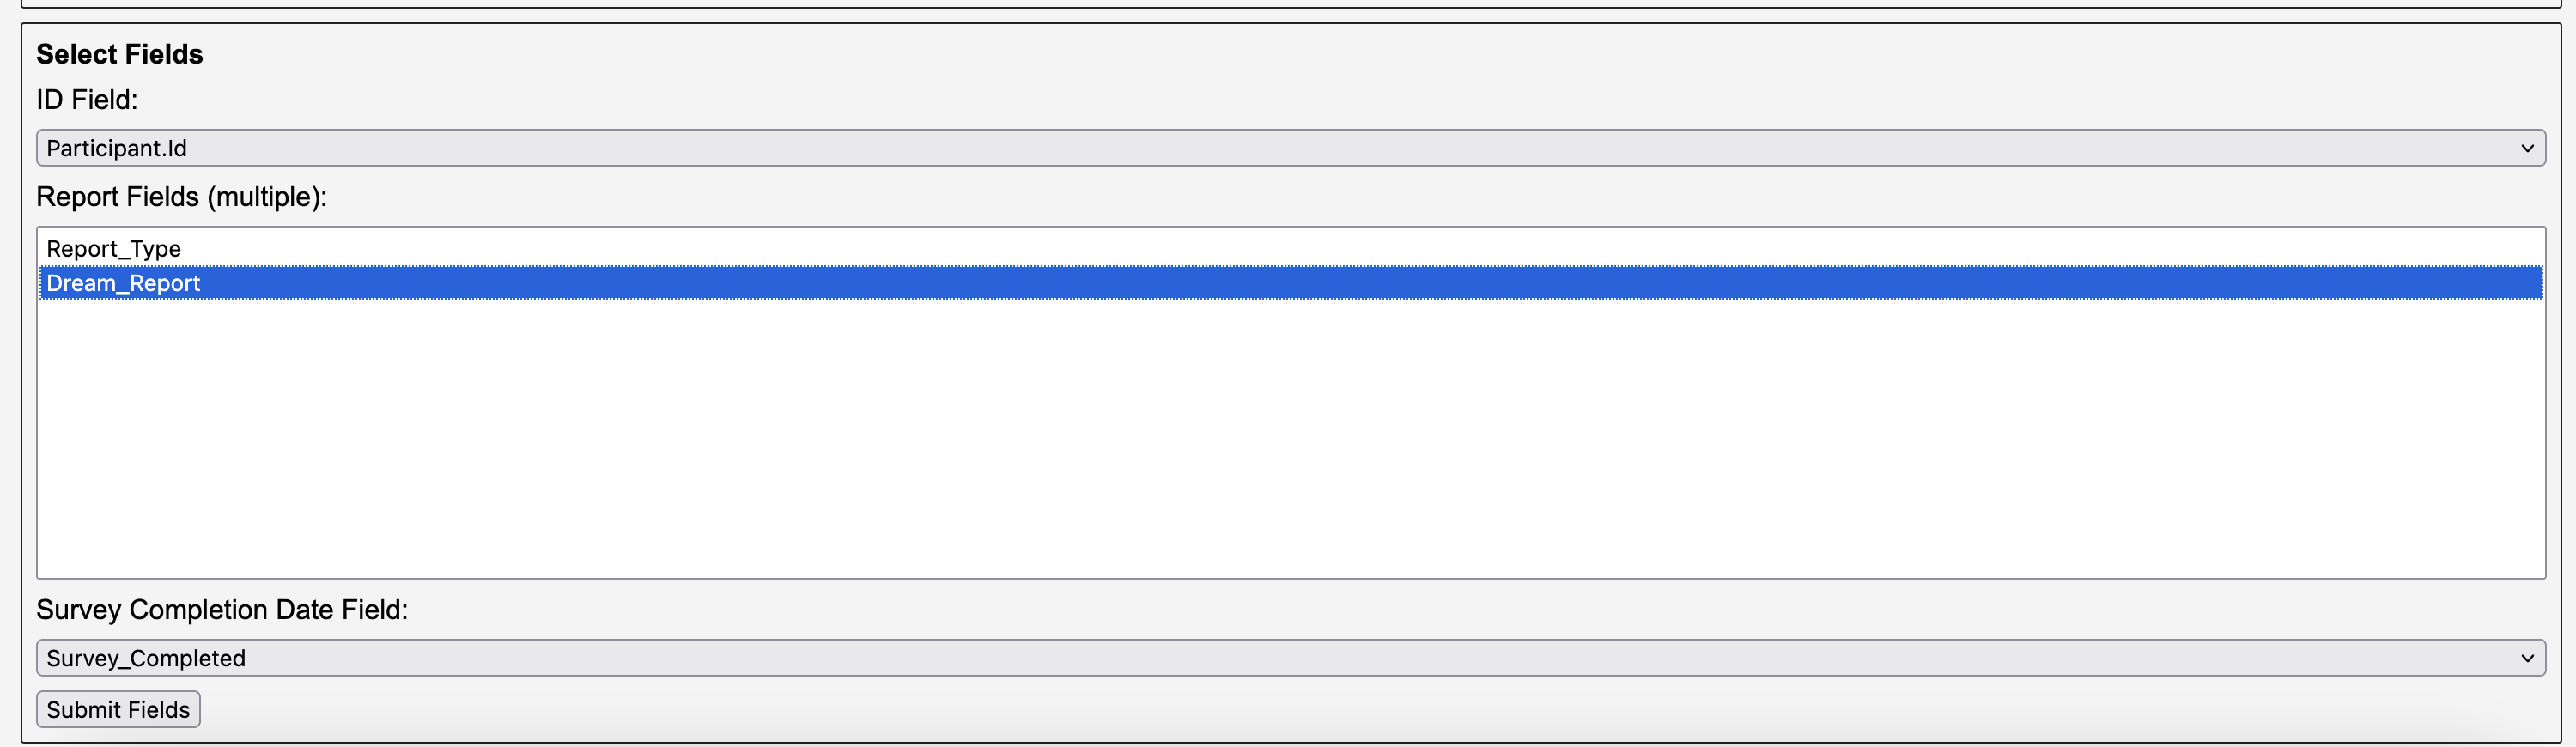 Select Fields
ID Field:
Participant.Id
Report Fields (multiple):
Report_Type
Dream_Report
Survey Completion Date Field:
Survey_Completed
Submit Fields